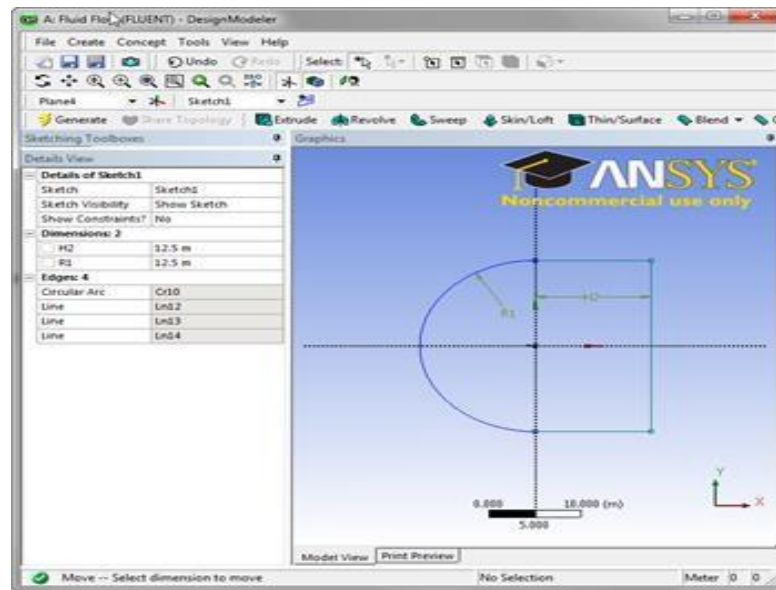 A: Fluid Flow (FLUENT) - DesignModeler
File Create Concept Tools View Help
Undo Redo Select:
Plane4 Sketch1
Generate Share Topology Extrude Revolve Sweep Skin/Loft Thin/Surface Blend
Sketching Toolboxes
Graphics
Details View
Details of Sketch1
Sketch Sketch1
Sketch Visibility Show Sketch
Show Constraints? No
Dimensions: 2
H2 12.5 m
R1 12.5 m
Edges: 4
Circular Arc Cr10
Line Ln12
Line Ln13
Line Ln14
ANSYS
Noncommercial use only
R1
H2
Y
X
0.000 10.000 (m)
5.000
Model View Print Preview
Move -- Select dimension to move No Selection Meter 0 0